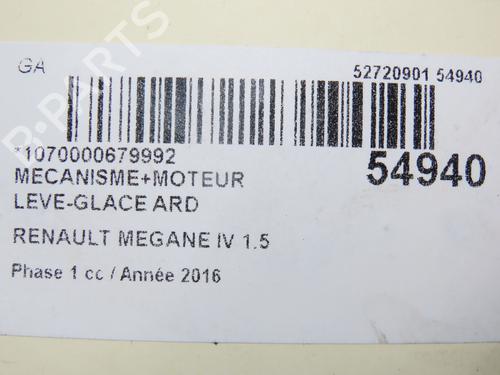 GA
52720901 54940
*1070000679992
54940
MECANISME+MOTEUR
LEVE-GLACE ARD
RENAULT MEGANE IV 1.5
Phase 1 cc / Année 2016
B-PARTS